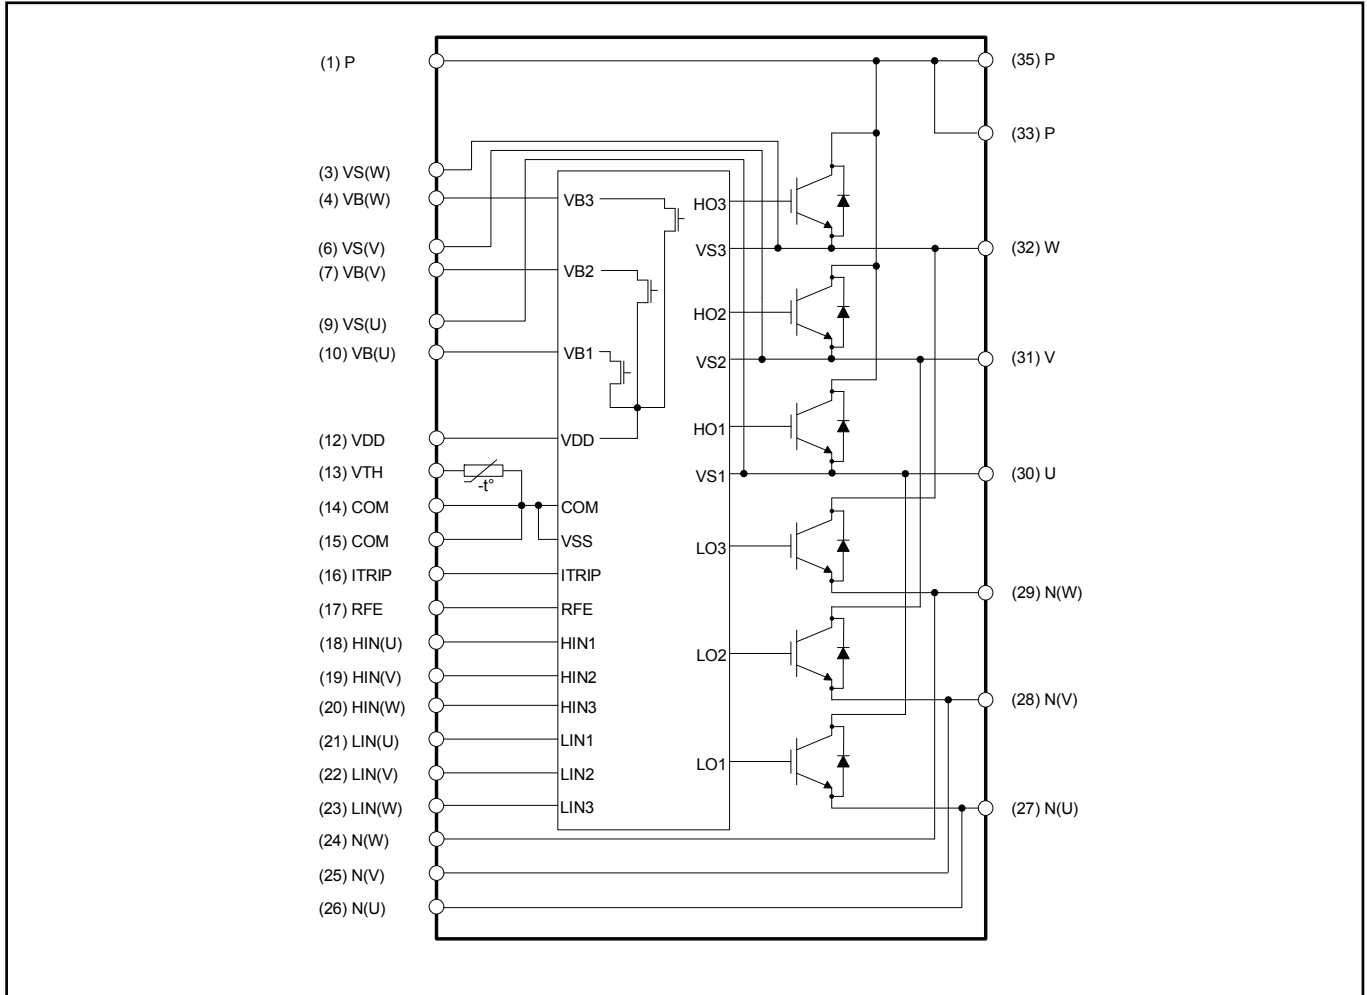 (1) P
(3) VS(W)
(4) VB(W)
(6) VS(V)
(7) VB(V)
(9) VS(U)
(10) VB(U)
(12) VDD
(13) VTH
(14) COM
(15) COM
(16) ITRIP
(17) RFE
(18) HIN(U)
(19) HIN(V)
(20) HIN(W)
(21) LIN(U)
(22) LIN(V)
(23) LIN(W)
(24) N(W)
(25) N(V)
(26) N(U)
-t°
VB3
VB2
VB1
VDD
COM
VSS
ITRIP
RFE
HIN1
HIN2
HIN3
LIN1
LIN2
LIN3
HO3
VS3
HO2
VS2
HO1
VS1
LO3
LO2
LO1
(35) P
(33) P
(32) W
(31) V
(30) U
(29) N(W)
(28) N(V)
(27) N(U)